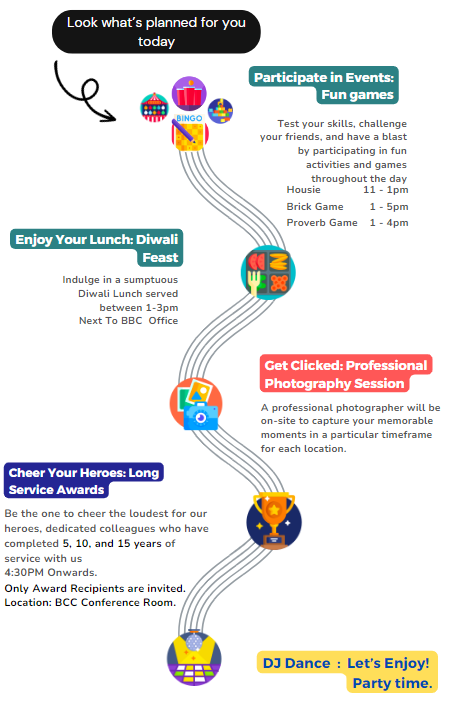 Look what's planned for you
today
BINGO
Participate in Events:
Fun games
Test your skills, challenge
your friends, and have a blast
by participating in fun
activities and games
throughout the day
Housie 11 - 1pm
Brick Game 1 - 5pm
Proverb Game 1 - 4pm
Enjoy Your Lunch: Diwali
Feast
Indulge in a sumptuous
Diwali Lunch served
between 1-3pm
Next To BBC Office
Get Clicked: Professional
Photography Session
A professional photographer will be
on-site to capture your memorable
moments in a particular timeframe
for each location.
Cheer Your Heroes: Long
Service Awards
Be the one to cheer the loudest for our
heroes, dedicated colleagues who have
completed 5, 10, and 15 years of
service with us
4:30PM Onwards.
Only Award Recipients are invited.
Location: BCC Conference Room.
DJ Dance : Let's Enjoy!
Party time.